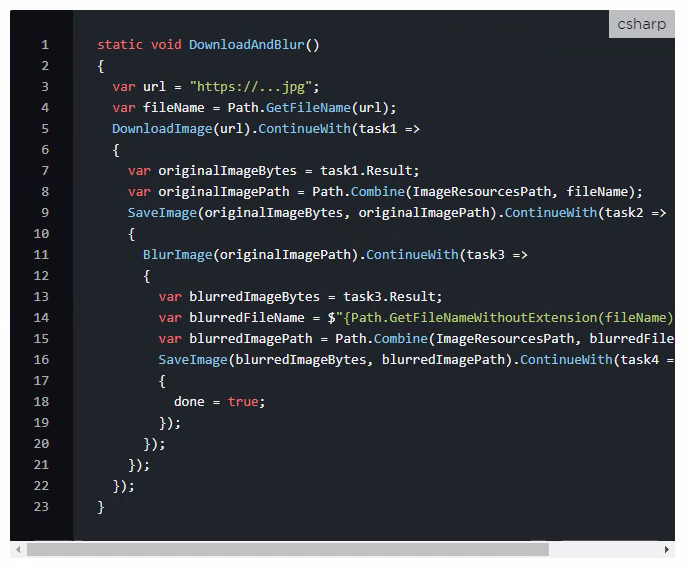 csharp
1 static void DownloadAndBlur()
2 {
3   var url = "https://...jpg";
4   var fileName = Path.GetFileName(url);
5   DownloadImage(url).ContinueWith(task1 =>
6   {
7     var originalImageBytes = task1.Result;
8     var originalImagePath = Path.Combine(ImageResourcesPath, fileName);
9     SaveImage(originalImageBytes, originalImagePath).ContinueWith(task2 =>
10     {
11       BlurImage(originalImagePath).ContinueWith(task3 =>
12       {
13         var blurredImageBytes = task3.Result;
14         var blurredFileName = $"{Path.GetFileNameWithoutExtension(fileName)
15         var blurredImagePath = Path.Combine(ImageResourcesPath, blurredFile
16         SaveImage(blurredImageBytes, blurredImagePath).ContinueWith(task4 =
17         {
18           done = true;
19         });
20       });
21     });
22   });
23 }